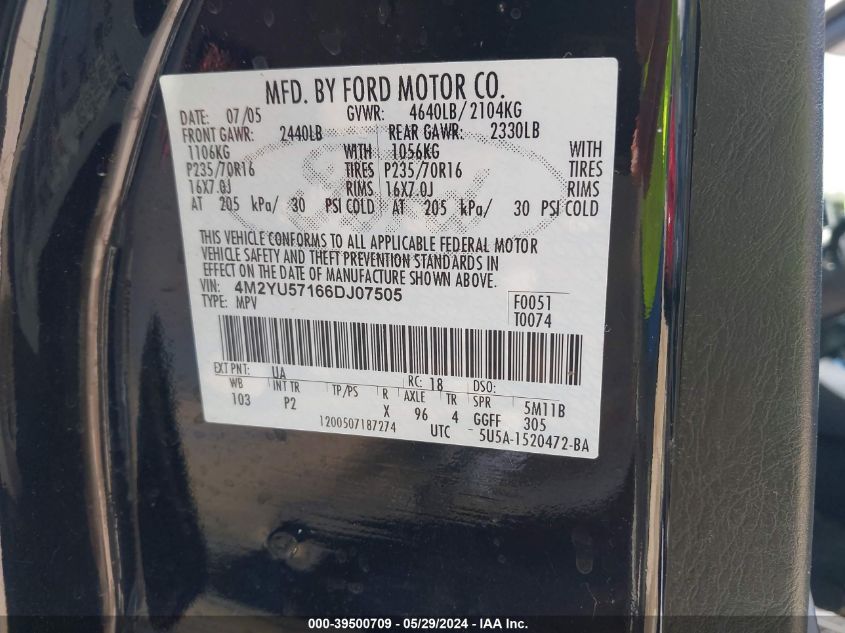 MFD. BY FORD MOTOR CO.
DATE: 07/05 GVWR: 4640LB/2104KG
FRONT GAWR: 2440LB REAR GAWR: 2330LB
1106KG WITH 1056KG WITH
P235/70R16 TIRES P235/70R16 TIRES
16X7.0J RIMS 16X7.0J RIMS
AT 205 kPa/ 30 PSI COLD AT 205 kPa/ 30 PSI COLD
THIS VEHICLE CONFORMS TO ALL APPLICABLE FEDERAL MOTOR
VEHICLE SAFETY AND THEFT PREVENTION STANDARDS IN
EFFECT ON THE DATE OF MANUFACTURE SHOWN ABOVE.
VIN: 4M2YU57166DJ07505
TYPE: MPV F0051
T0074
EXT PNT: UA RC: 18 DSO:
WB INT TR TP/PS R AXLE TR SPR 5M11B
103 P2 X 96 4 GGFF 305
1200507187274 UTC 5U5A-1520472-BA
000-39500709 - 05/29/2024 - IAA Inc.